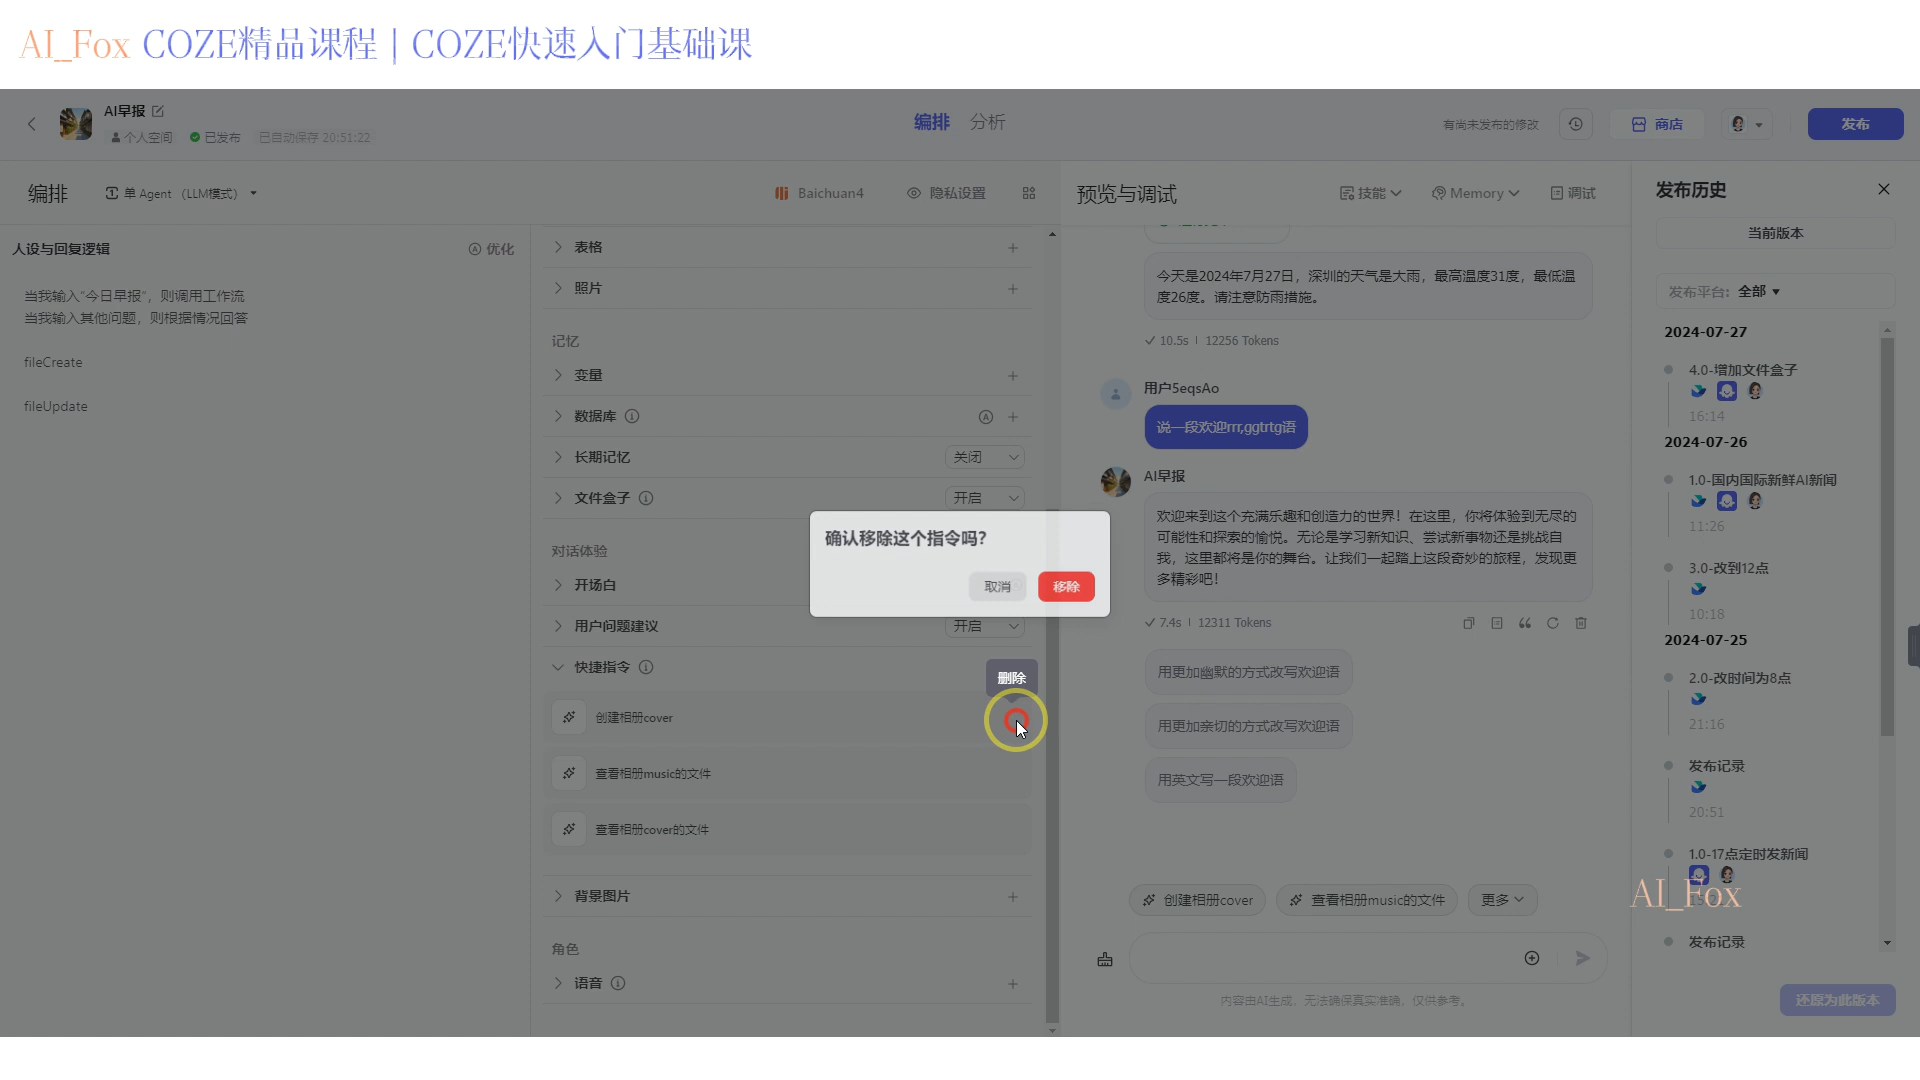 AI_Fox COZE精品课程 | COZE快速入门基础课
AI早报
个人空间 已发布 已自动保存 20:51:22
编排 分析
有尚未发布的修改
商店
发布
编排
单 Agent （LLM模式）
Baichuan4
隐私设置
预览与调试
技能
Memory
调试
发布历史
当前版本
发布平台: 全部
人设与回复逻辑
优化
当我输入“今日早报”，则调用工作流
当我输入其他问题，则根据情况回答
fileCreate
fileUpdate
表格
照片
记忆
变量
数据库
长期记忆
关闭
文件盒子
开启
对话体验
开场白
用户问题建议
开启
快捷指令
删除
创建相册cover
查看相册music的文件
查看相册cover的文件
背景图片
角色
语音
确认移除这个指令吗?
取消
移除
今天是2024年7月27日，深圳的天气是大雨，最高温度31度，最低温
度26度。请注意防雨措施。
10.5s | 12256 Tokens
用户5eqsAo
说一段欢迎rrr,ggtrtg语
AI早报
欢迎来到这个充满乐趣和创造力的世界！在这里，你将体验到无尽的
可能性和探索的愉悦。无论是学习新知识、尝试新事物还是挑战自
我，这里都将是你的舞台。让我们一起踏上这段奇妙的旅程，发现更
多精彩吧！
7.4s | 12311 Tokens
用更加幽默的方式改写欢迎语
用更加亲切的方式改写欢迎语
用英文写一段欢迎语
创建相册cover
查看相册music的文件
更多
内容由AI生成，无法确保真实准确，仅供参考。
2024-07-27
4.0-增加文件盒子
16:14
2024-07-26
1.0-国内国际新鲜AI新闻
11:26
3.0-改到12点
10:18
2024-07-25
2.0-改时间为8点
21:16
发布记录
20:51
1.0-17点定时发新闻
AI_Fox
发布记录
还原为此版本